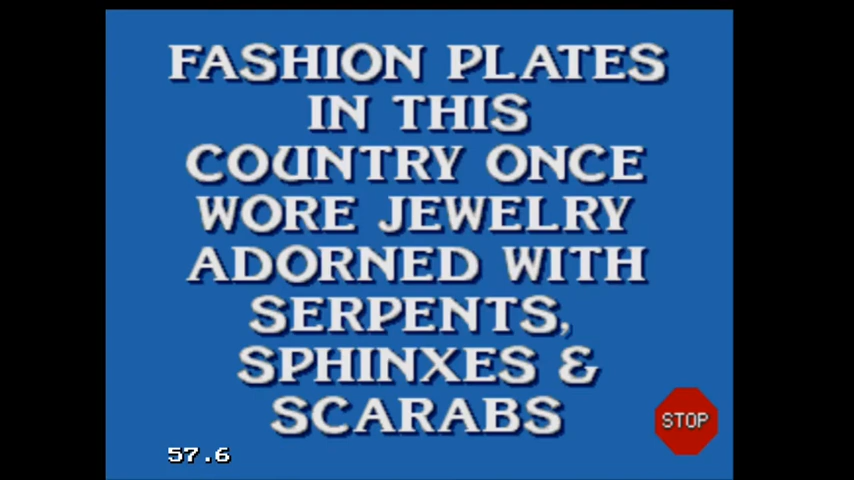 FASHION PLATES
IN THIS
COUNTRY ONCE
WORE JEWELRY
ADORNED WITH
SERPENTS,
SPHINXES &
SCARABS
STOP
57.6